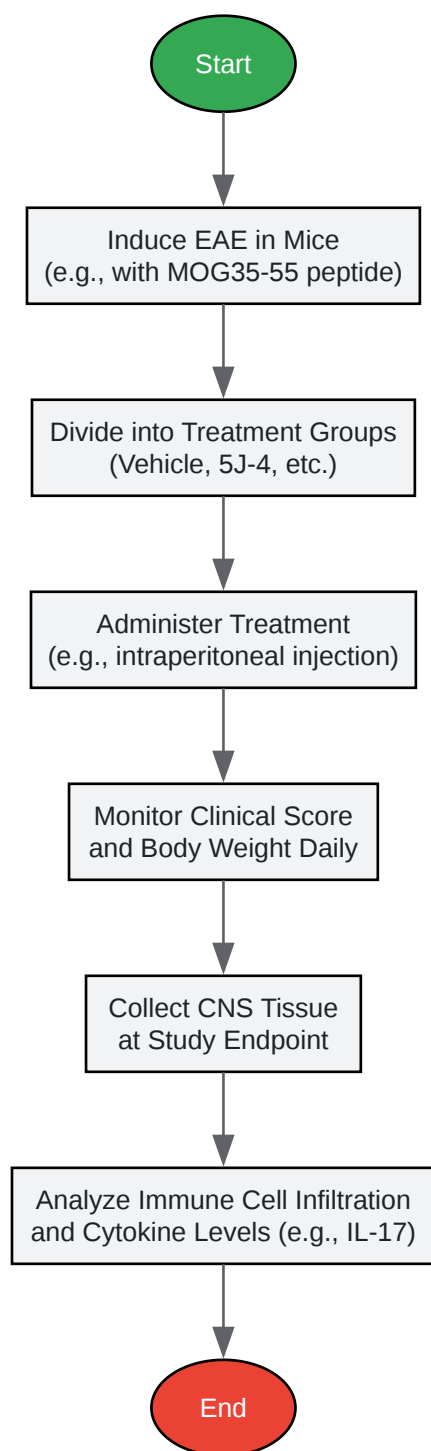 Start
Induce EAE in Mice
(e.g., with MOG35-55 peptide)
Divide into Treatment Groups
(Vehicle, 5J-4, etc.)
Administer Treatment
(e.g., intraperitoneal injection)
Monitor Clinical Score
and Body Weight Daily
Collect CNS Tissue
at Study Endpoint
Analyze Immune Cell Infiltration
and Cytokine Levels (e.g., IL-17)
End